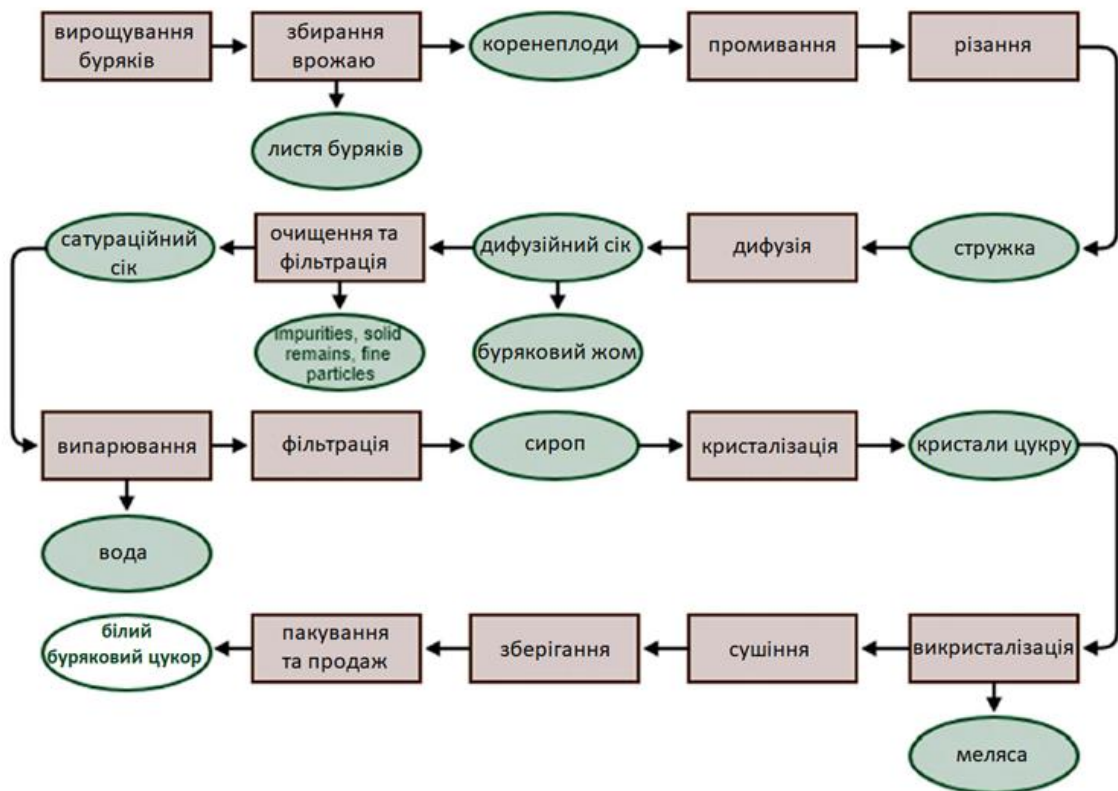 вирощування
буряків
збирання
врожаю
коренеплоди
промивання
різання
листя буряків
сатураційний
сік
очищення та
фільтрація
дифузійний сік
дифузія
стружка
impurities, solid
remains, fine
particles
буряковий жом
випарювання
фільтрація
сироп
кристалізація
кристали цукру
вода
білий
буряковий цукор
пакування
та продаж
зберігання
сушіння
викристалізація
меляса